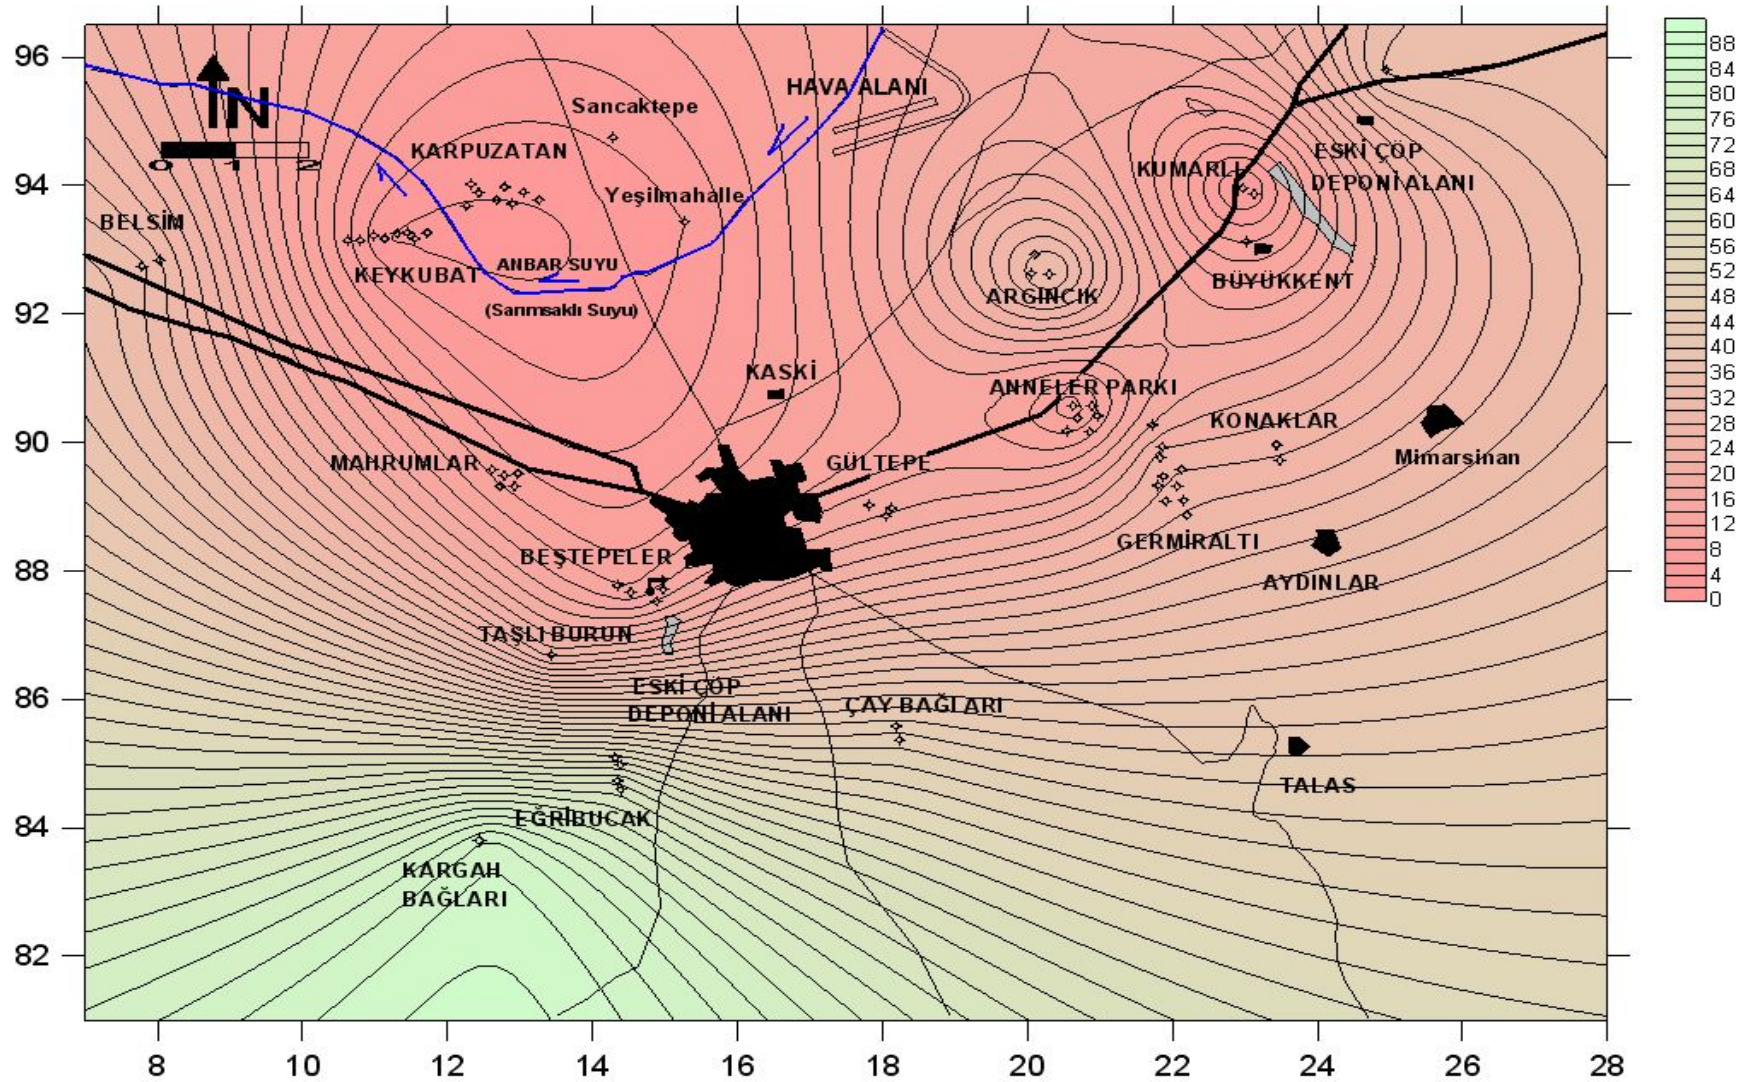 96
94
92
90
88
86
84
82
8
10
12
14
16
18
20
22
24
26
28
N
0 1 2
HAVA ALANI
Sancaktepe
KARPUZATAN
Yeşilmahalle
BELSİM
KEYKUBAT
ANBAR SUYU
(Sarımsaklı Suyu)
KUMARLI
ESKİ ÇÖP
DEPONİ ALANI
ARGINCIK
BÜYÜKKENT
KASKİ
ANNELER PARKI
KONAKLAR
Mimarsinan
MAHRUMLAR
GÜLTEPE
GERMİRALTI
BEŞTEPELER
AYDINLAR
TAŞLI BURUN
ESKİ ÇÖP
DEPONİ ALANI
ÇAY BAĞLARI
TALAS
EĞRİBUCAK
KARGAH
BAĞLARI
88
84
80
76
72
68
64
60
56
52
48
44
40
36
32
28
24
20
16
12
8
4
0